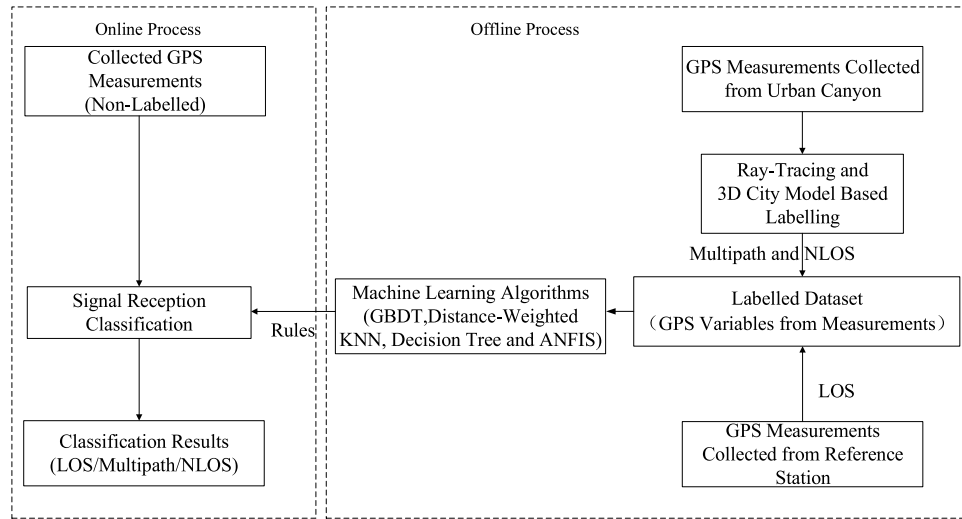 Online Process
Collected GPS
Measurements
(Non-Labelled)
Signal Reception
Classification
Classification Results
(LOS/Multipath/NLOS)
Offline Process
GPS Measurements Collected
from Urban Canyon
Ray-Tracing and
3D City Model Based
Labelling
Multipath and NLOS
Labelled Dataset
（GPS Variables from Measurements）
LOS
GPS Measurements
Collected from Reference
Station
Machine Learning Algorithms
(GBDT,Distance-Weighted
KNN, Decision Tree and ANFIS)
Rules